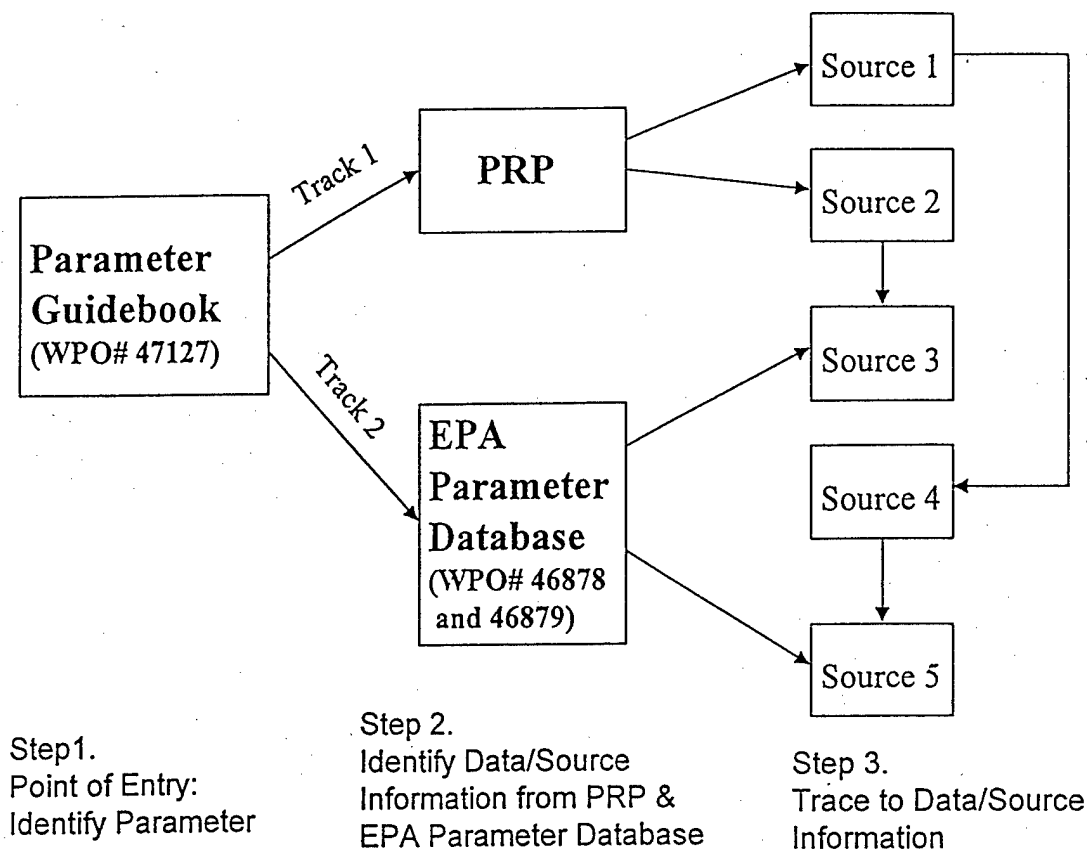 Source 1
Track 1
PRP
Source 2
Parameter
Guidebook
(WPO# 47127)
Source 3
Track 2
EPA
Parameter
Database
(WPO# 46878
and 46879)
Source 4
Source 5
Step1.
Point of Entry:
Identify Parameter
Step 2.
Identify Data/Source
Information from PRP &
EPA Parameter Database
Step 3.
Trace to Data/Source
Information